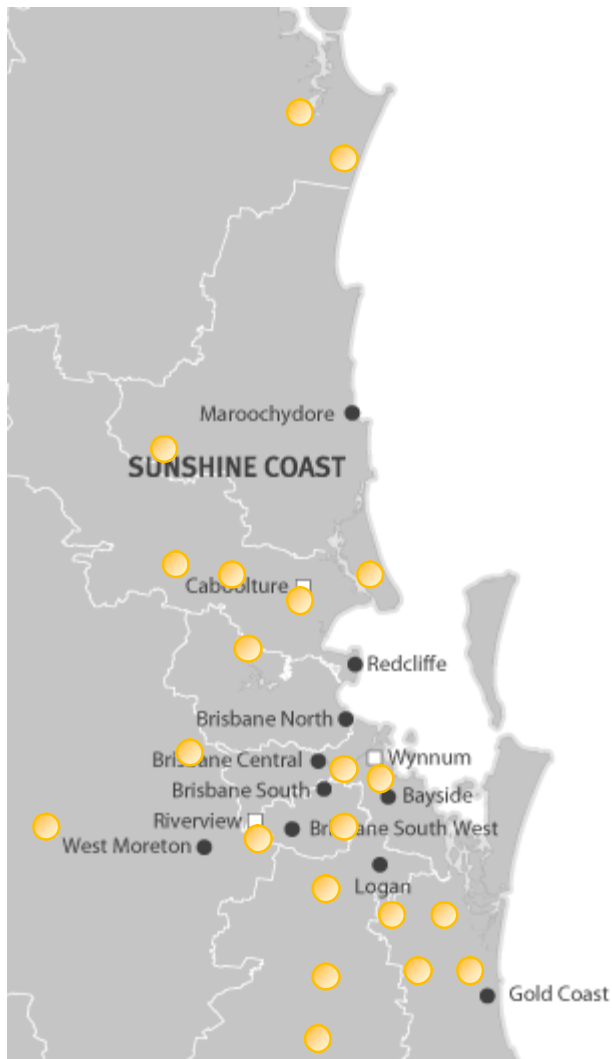 Maroochydore
SUNSHINE COAST
Caboolture
Redcliffe
Brisbane North
Wynnum
Brisbane Central
Brisbane South
Bayside
Riverview
Brisbane South West
West Moreton
Logan
Gold Coast